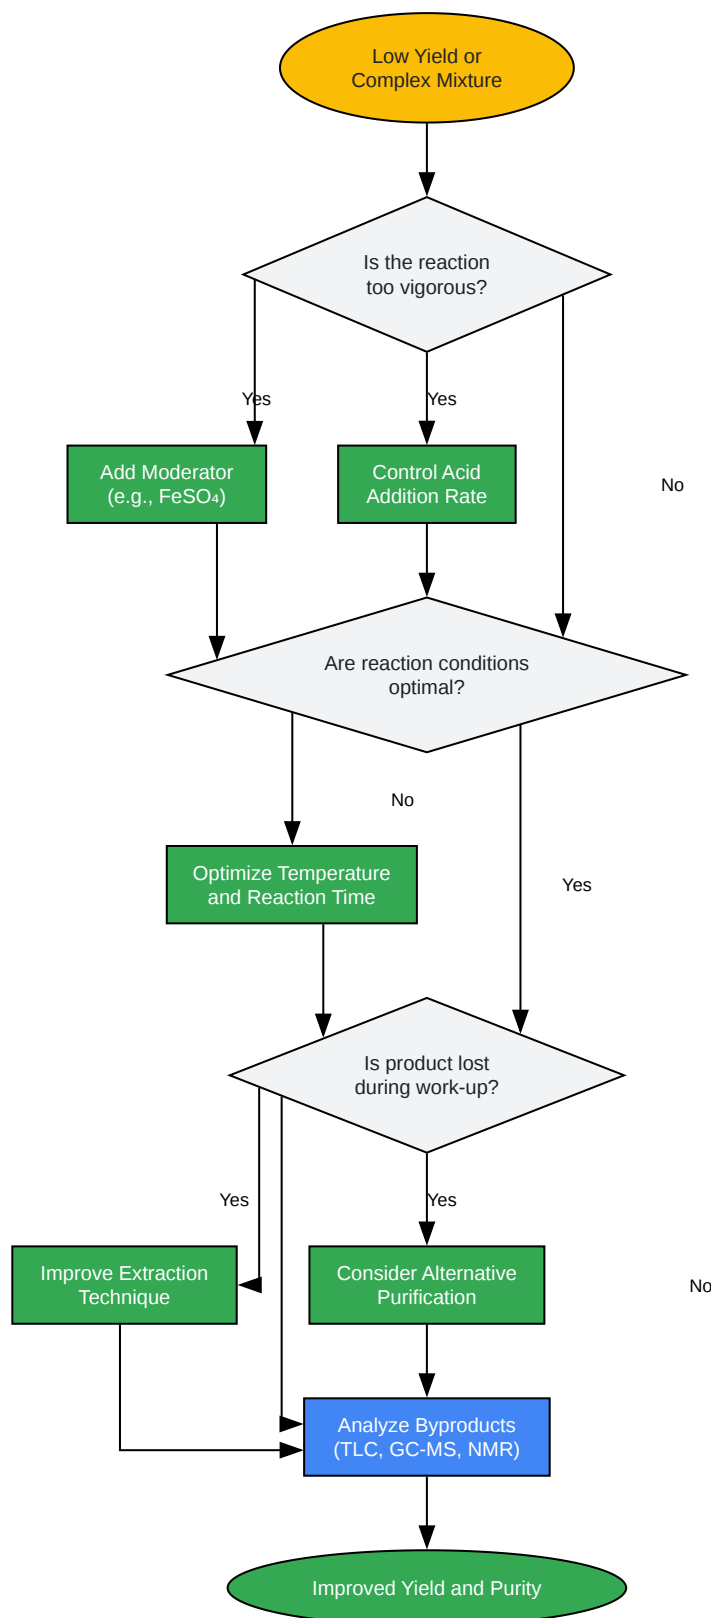 Low Yield or
Complex Mixture
Is the reaction
too vigorous?
Yes
Yes
Add Moderator
(e.g., FeSO₄)
Control Acid
Addition Rate
No
Are reaction conditions
optimal?
No
Optimize Temperature
and Reaction Time
Yes
Is product lost
during work-up?
Yes
Yes
Improve Extraction
Technique
Consider Alternative
Purification
No
Analyze Byproducts
(TLC, GC-MS, NMR)
Improved Yield and Purity